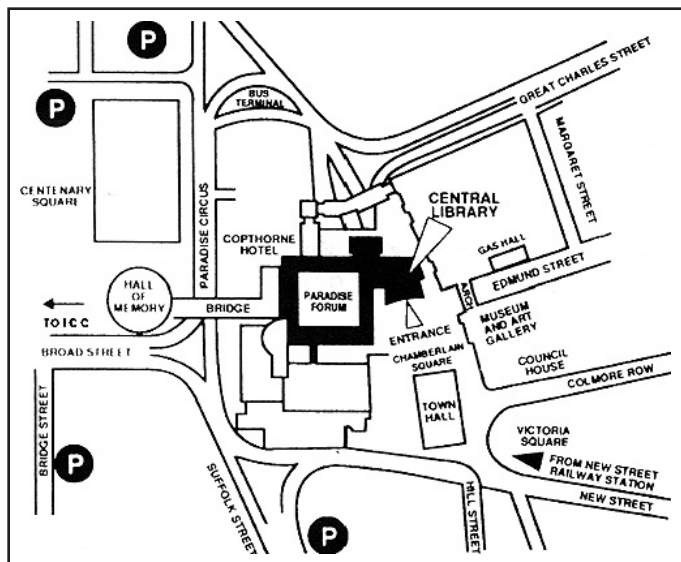 P
P
BUS
TERMINAL
GREAT CHARLES STREET
MARGARET STREET
CENTENARY
SQUARE
PARADISE CIRCUS
CENTRAL
LIBRARY
COPTHORNE
HOTEL
GAS HALL
EDMUND STREET
HALL
OF
MEMORY
BRIDGE
PARADISE
FORUM
ARCH
MUSEUM
AND ART
GALLERY
TO I C C
ENTRANCE
CHAMBERLAIN
SQUARE
BROAD STREET
COUNCIL
HOUSE
COLMORE ROW
TOWN
HALL
BRIDGE STREET
VICTORIA
SQUARE
P
FROM NEW STREET
RAILWAY STATION
SUFFOLK STREET
HILL STREET
NEW STREET
P